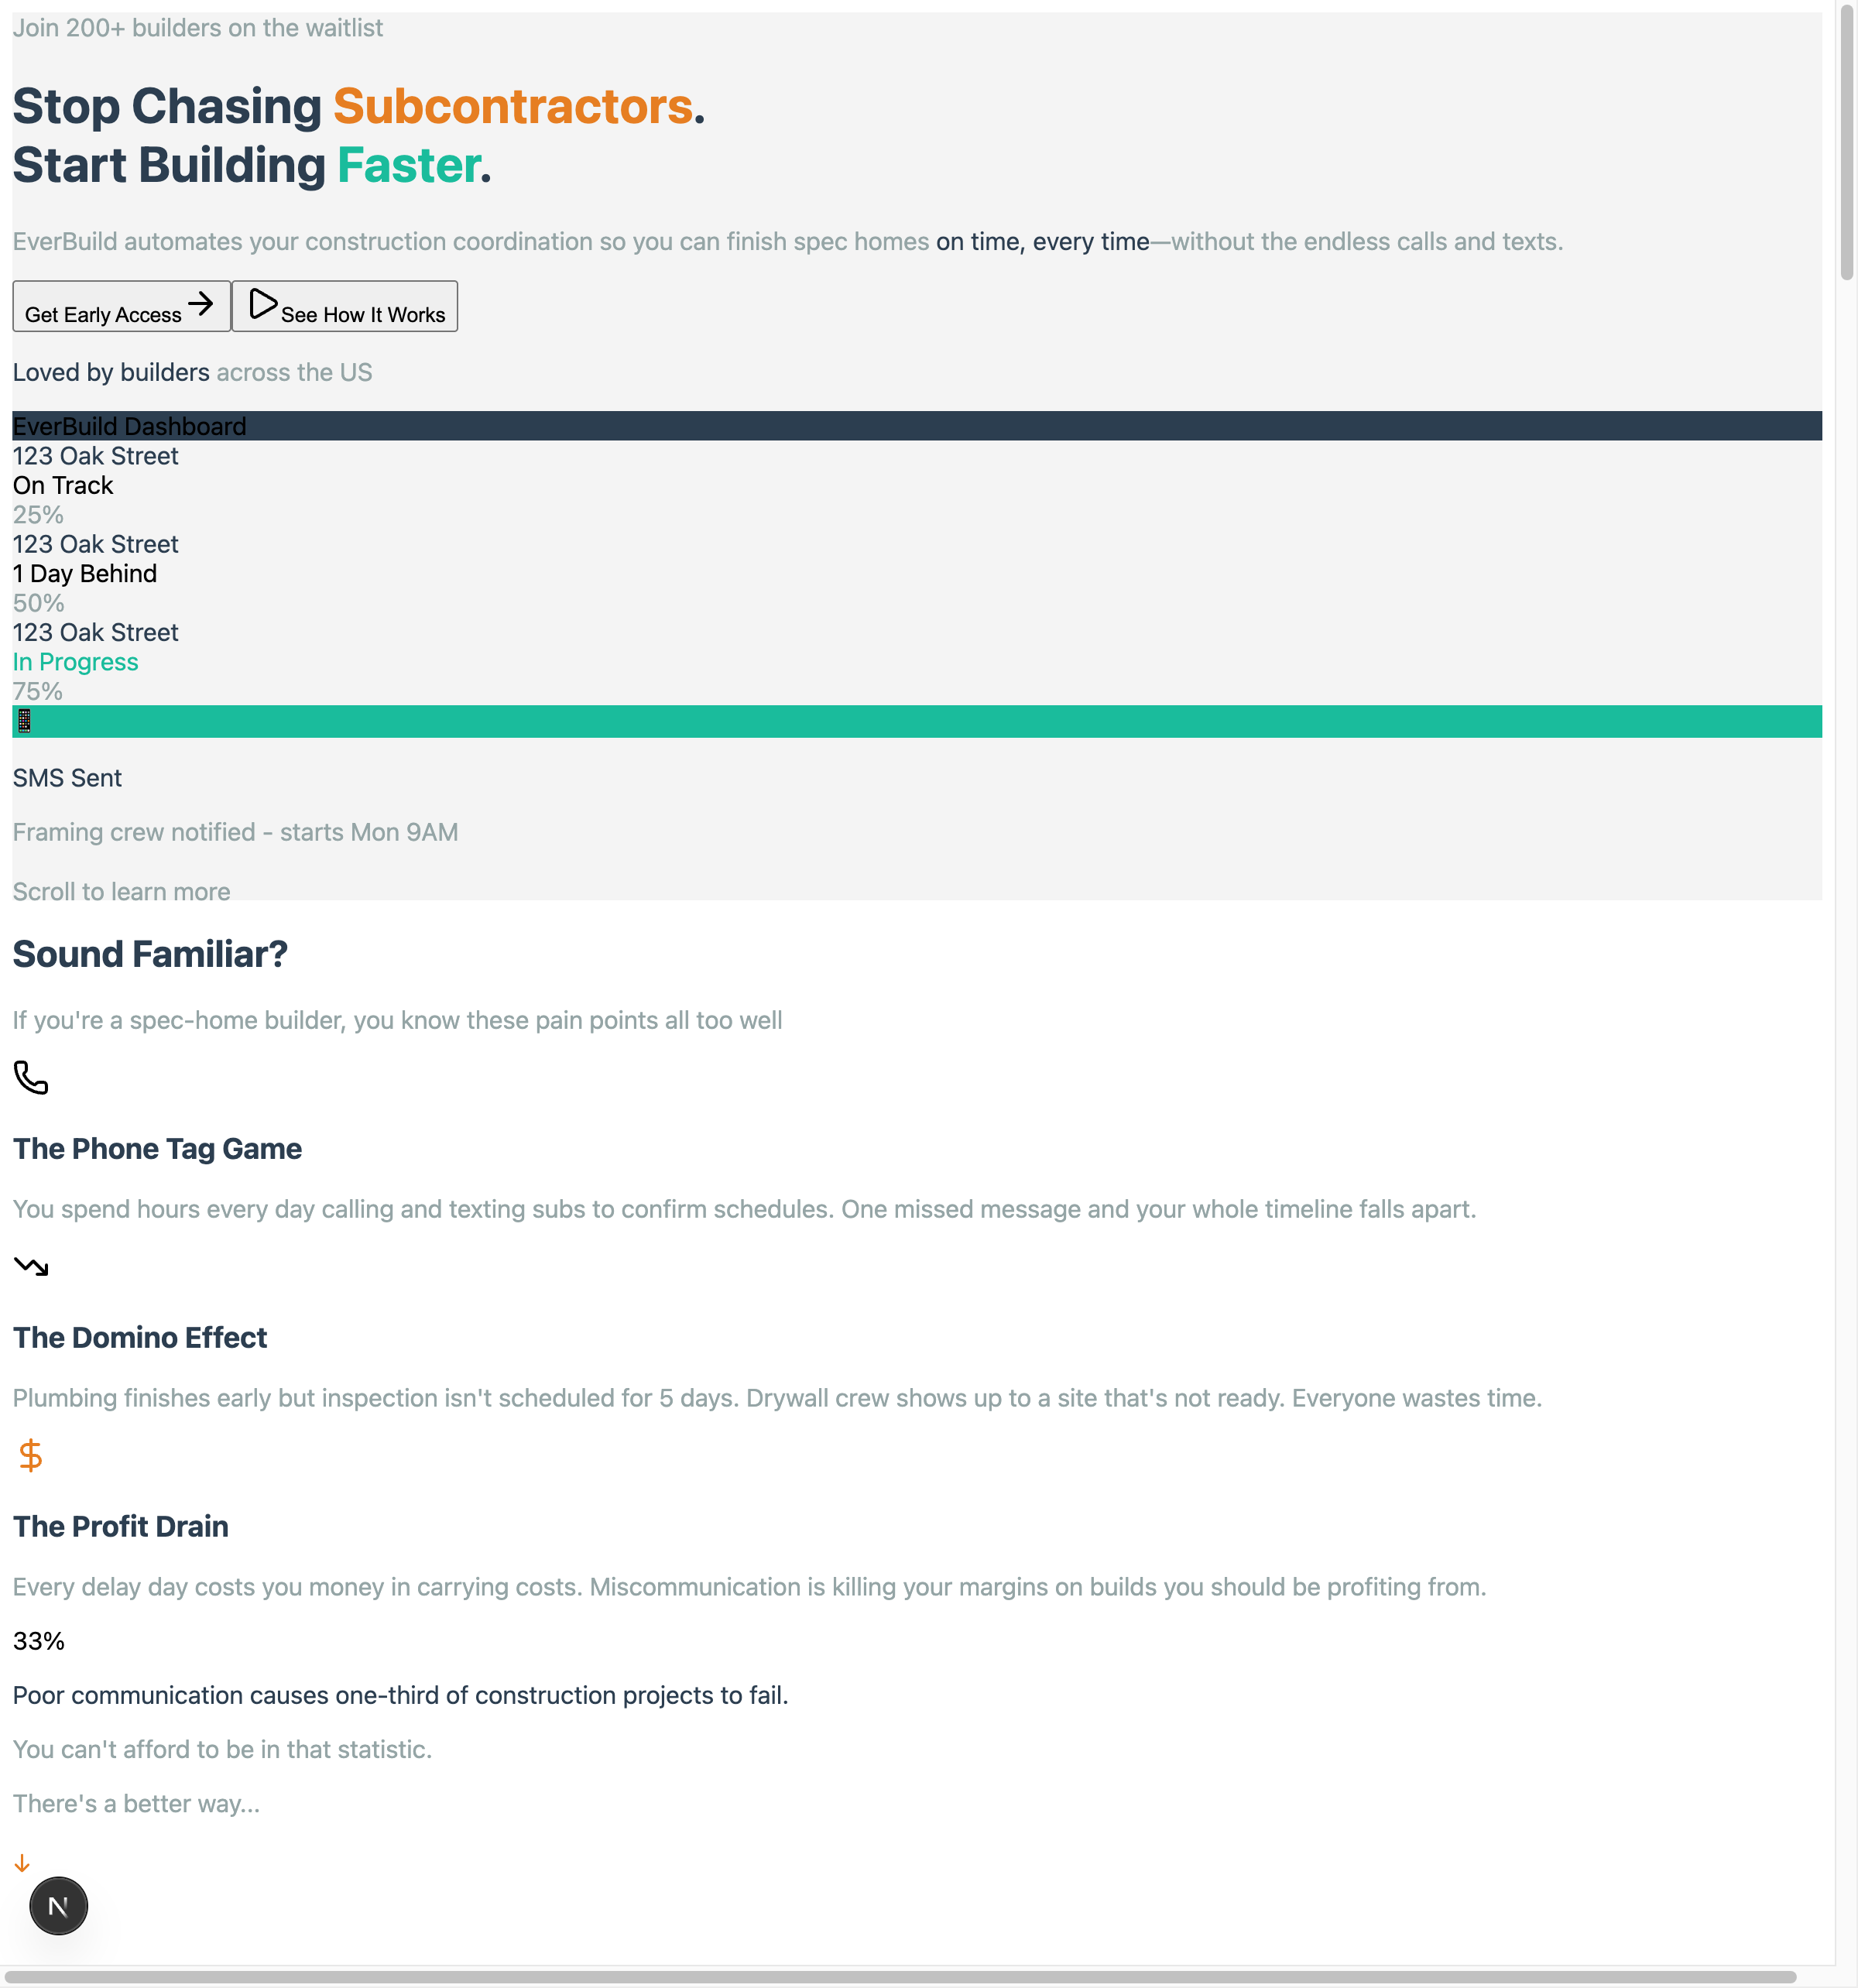 Join 200+ builders on the waitlist
Stop Chasing Subcontractors.
Start Building Faster.
EverBuild automates your construction coordination so you can finish spec homes on time, every time—without the endless calls and texts.
Get Early Access
See How It Works
Loved by builders across the US
EverBuild Dashboard
123 Oak Street
On Track
25%
123 Oak Street
1 Day Behind
50%
123 Oak Street
In Progress
75%
SMS Sent
Framing crew notified - starts Mon 9AM
Scroll to learn more
Sound Familiar?
If you're a spec-home builder, you know these pain points all too well
The Phone Tag Game
You spend hours every day calling and texting subs to confirm schedules. One missed message and your whole timeline falls apart.
The Domino Effect
Plumbing finishes early but inspection isn't scheduled for 5 days. Drywall crew shows up to a site that's not ready. Everyone wastes time.
The Profit Drain
Every delay day costs you money in carrying costs. Miscommunication is killing your margins on builds you should be profiting from.
33%
Poor communication causes one-third of construction projects to fail.
You can't afford to be in that statistic.
There's a better way...
N